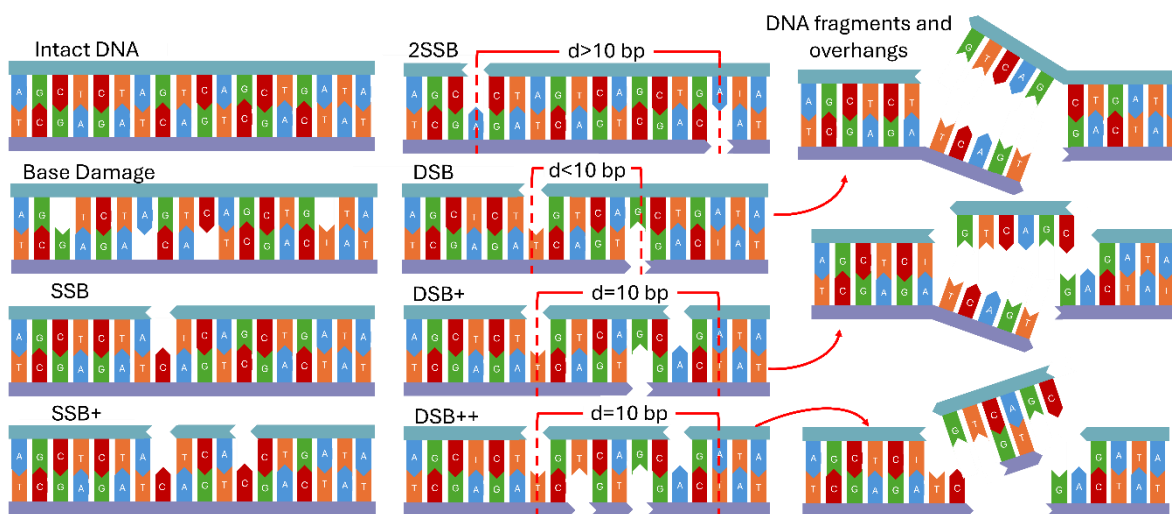 Intact DNA
A G C I C T A G T C A G C T G A T A
T C G A G A T C A G T C G A C T A T
Base Damage
A G I C T A G T C A G C T G T A
T C G A G A C A T C G A C I A T
SSB
A G C T C T A I C A G C T G A I A
T C G A G A T C A G T C G A C T A T
SSB+
A G C T C T A T C A C T G A T A
I C G A G A T C A G T C G A C T A T
2SSB
d>10 bp
A G C C T A G T C A G C T G A I A
T C G A G A T C A G T C G A C A T
DSB
d<10 bp
A G C I C T G T C A G C T G A T A
T C G A G A T C A G T G A C I A T
DSB+
d=10 bp
A G C T C T G T C A G C G A T A
T C G A G A T C A G T A C T A T
DSB++
d=10 bp
A G C I C T G T C A G C G A T A
T C G A G A T C G T A C I A T
DNA fragments and
overhangs
G T C A G
A G C T C T
C T G A T
T C G A G A
T C A G T
G A C T A
G T C A G C
A G C T C I
G A T A
T C G A G A
T C A G T
G A C T A I
G T C A G C
G T
A G C T C I
G A T A
T C G A G A T C
G A C T A T